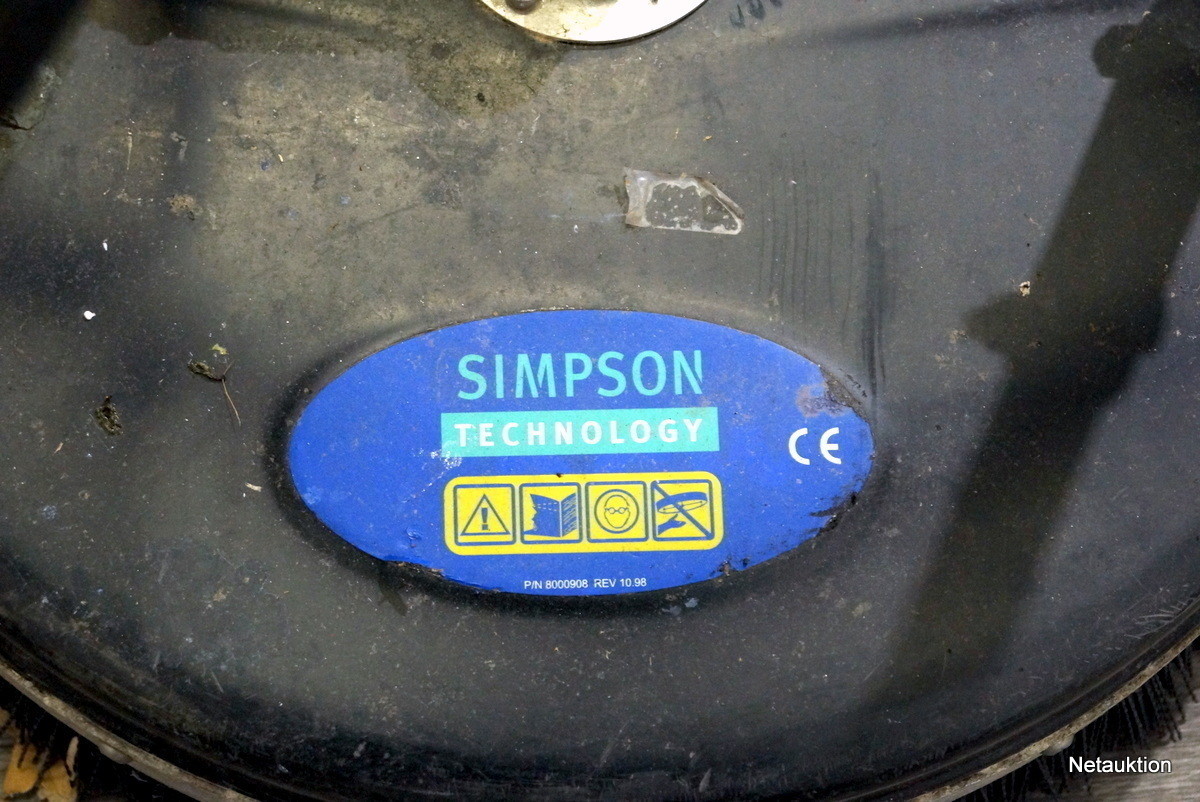 SIMPSON
TECHNOLOGY
CE
P/N 8000908 REV 10.98
Netauktion